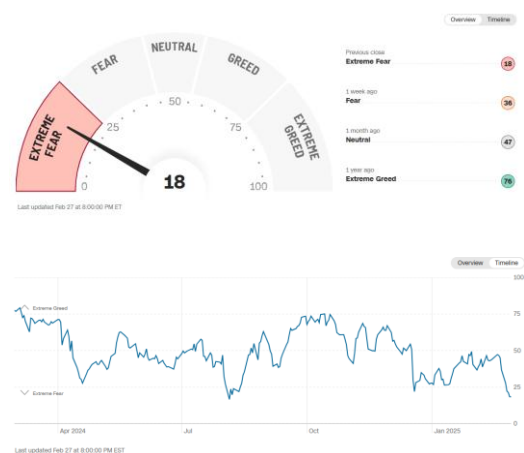 Overview Timeline
FEAR
NEUTRAL
GREED
EXTREME FEAR
EXTREME GREED
0
25
50
75
100
18
Last updated Feb 27 at 8:00:00 PM ET
Previous close
Extreme Fear 18
1 week ago
Fear 36
1 month ago
Neutral 47
1 year ago
Extreme Greed 76
Overview Timeline
100
Extreme Greed
75
50
Extreme Fear
25
0
Apr 2024 Jul Oct Jan 2025
Last updated Feb 27 at 8:00:00 PM EST